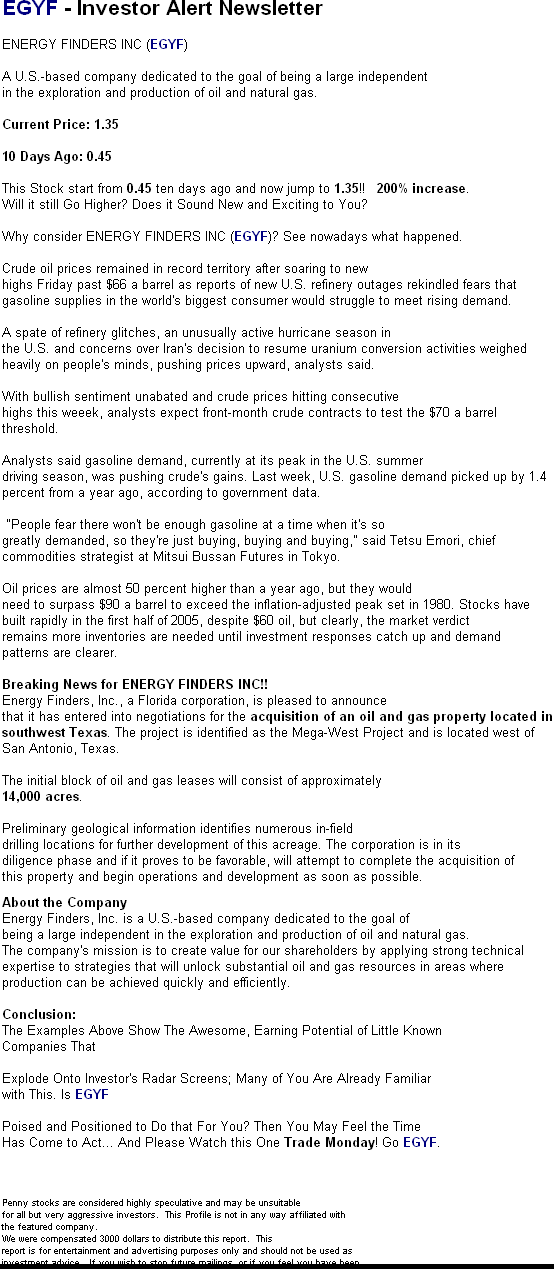 EGYF - Investor Alert Newsletter
ENERGY FINDERS INC (EGYF)
A U.S.-based company dedicated to the goal of being a large independent
in the exploration and production of oil and natural gas.
Current Price: 1.35
10 Days Ago: 0.45
This Stock start from 0.45 ten days ago and now jump to 1.35!! 200% increase.
Will it still Go Higher? Does it Sound New and Exciting to You?
Why consider ENERGY FINDERS INC (EGYF)? See nowadays what happened.
Crude oil prices remained in record territory after soaring to new
highs Friday past $66 a barrel as reports of new U.S. refinery outages rekindled fears that
gasoline supplies in the world's biggest consumer would struggle to meet rising demand.
A spate of refinery glitches, an unusually active hurricane season in
the U.S. and concerns over Iran's decision to resume uranium conversion activities weighed
heavily on people's minds, pushing prices upward, analysts said.
With bullish sentiment unabated and crude prices hitting consecutive
highs this weeek, analysts expect front-month crude contracts to test the $70 a barrel
threshold.
Analysts said gasoline demand, currently at its peak in the U.S. summer
driving season, was pushing crude's gains. Last week, U.S. gasoline demand picked up by 1.4
percent from a year ago, according to government data.
"People fear there won't be enough gasoline at a time when it's so
greatly demanded, so they're just buying, buying and buying," said Tetsu Emori, chief
commodities strategist at Mitsui Bussan Futures in Tokyo.
Oil prices are almost 50 percent higher than a year ago, but they would
need to surpass $90 a barrel to exceed the inflation-adjusted peak set in 1980. Stocks have
built rapidly in the first half of 2005, despite $60 oil, but clearly, the market verdict
remains more inventories are needed until investment responses catch up and demand
patterns are clearer.
Breaking News for ENERGY FINDERS INC!!
Energy Finders, Inc., a Florida corporation, is pleased to announce
that it has entered into negotiations for the acquisition of an oil and gas property located in
southwest Texas. The project is identified as the Mega-West Project and is located west of
San Antonio, Texas.
The initial block of oil and gas leases will consist of approximately
14,000 acres.
Preliminary geological information identifies numerous in-field
drilling locations for further development of this acreage. The corporation is in its
diligence phase and if it proves to be favorable, will attempt to complete the acquisition of
this property and begin operations and development as soon as possible.
About the Company
Energy Finders, Inc. is a U.S.-based company dedicated to the goal of
being a large independent in the exploration and production of oil and natural gas.
The company's mission is to create value for our shareholders by applying strong technical
expertise to strategies that will unlock substantial oil and gas resources in areas where
production can be achieved quickly and efficiently.
Conclusion:
The Examples Above Show The Awesome, Earning Potential of Little Known
Companies That
Explode Onto Investor's Radar Screens; Many of You Are Already Familiar
with This. Is EGYF
Poised and Positioned to Do that For You? Then You May Feel the Time
Has Come to Act... And Please Watch this One Trade Monday! Go EGYF.
Penny stocks are considered highly speculative and may be unsuitable
for all but very aggressive investors. This Profile is not in any way affiliated with
the featured company.
We were compensated 3000 dollars to distribute this report. This
report is for entertainment and advertising purposes only and should not be used as
investment advice. If you wish to stop future mailings, or if you feel you have been